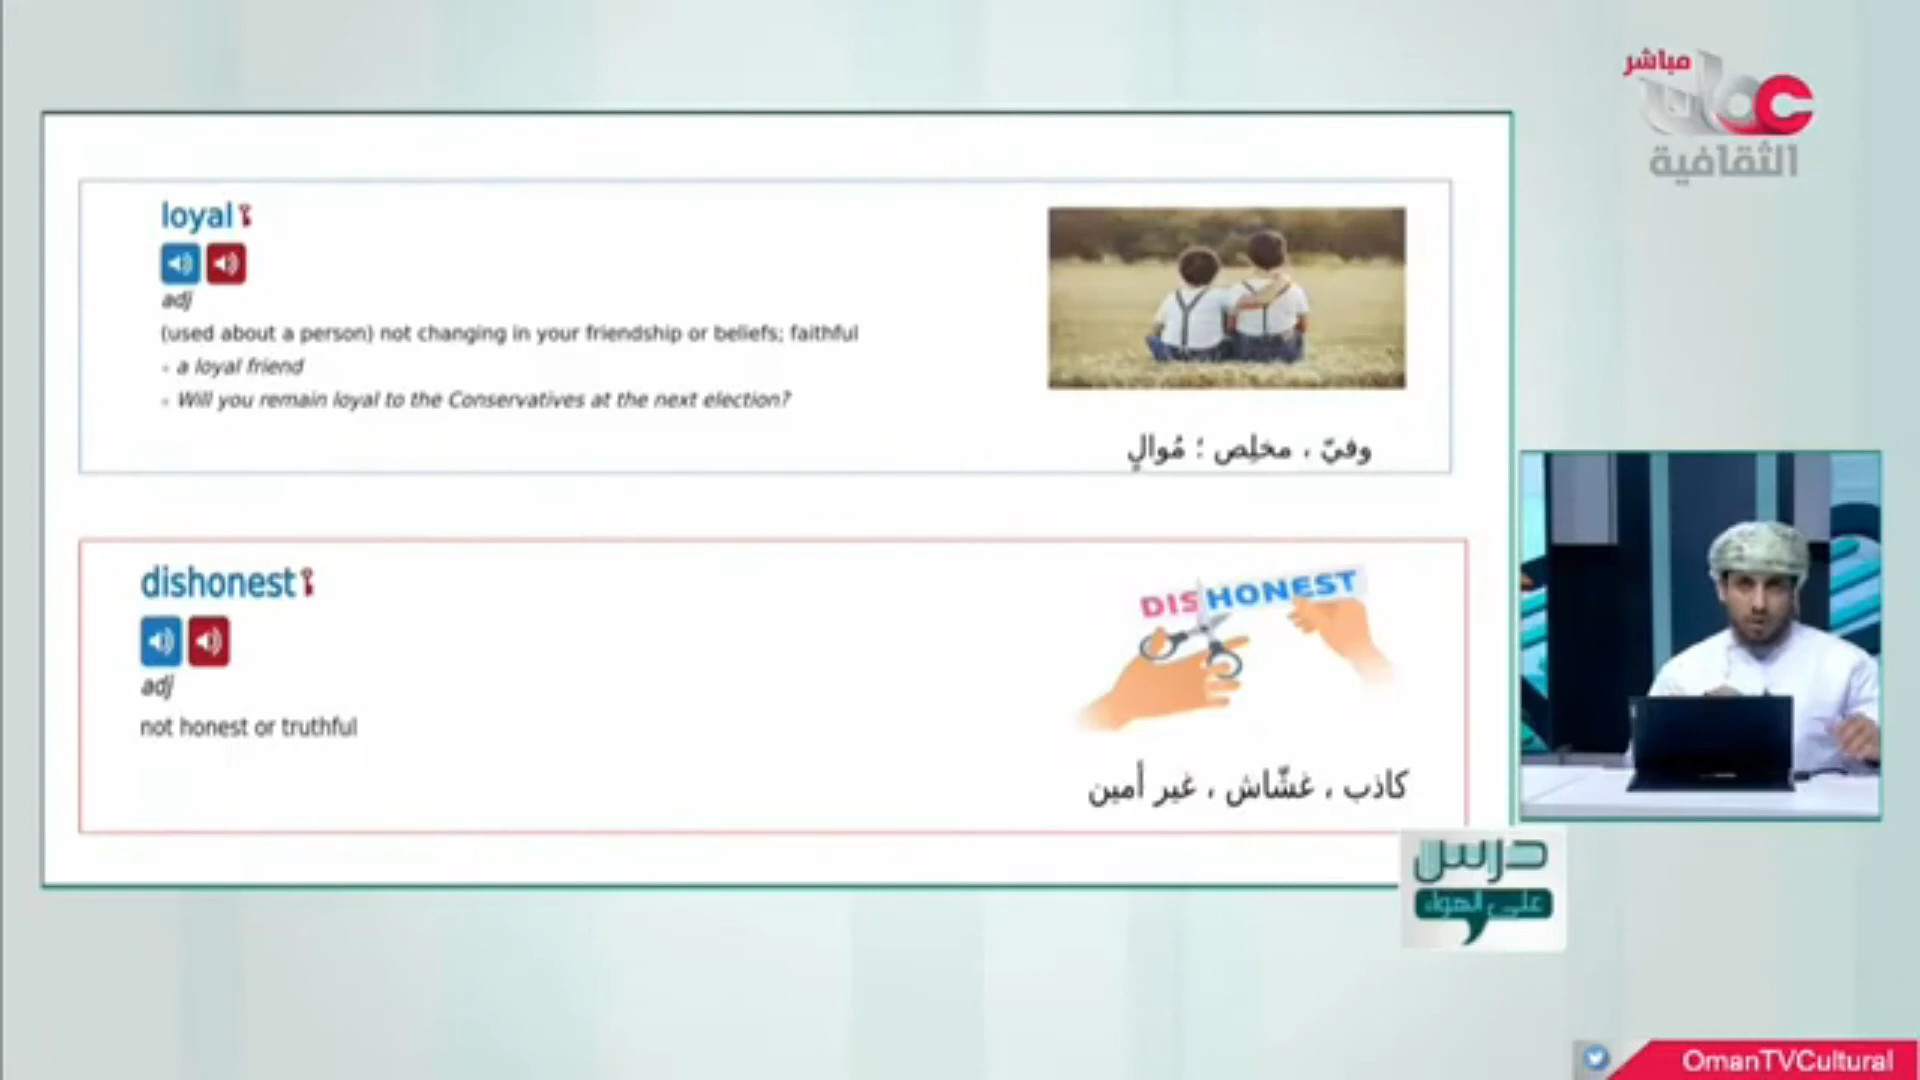 مباشر
عمان
الثقافية
loyal
adj
(used about a person) not changing in your friendship or beliefs; faithful
a loyal friend
Will you remain loyal to the Conservatives at the next election?
وفيّ ، مخلِص ؛ مُوالٍ
dishonest
adj
not honest or truthful
DISHONEST
كاذب ، غشّاش ، غير أمين
درس
على الهواء
OmanTVCultural